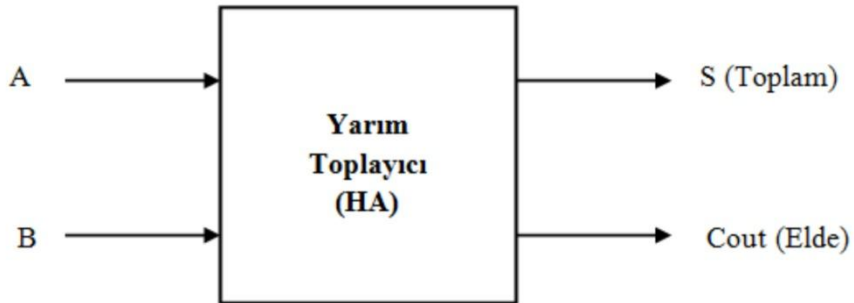 A
S (Toplam)
Yarım
Toplayıcı
(HA)
B
Cout (Elde)